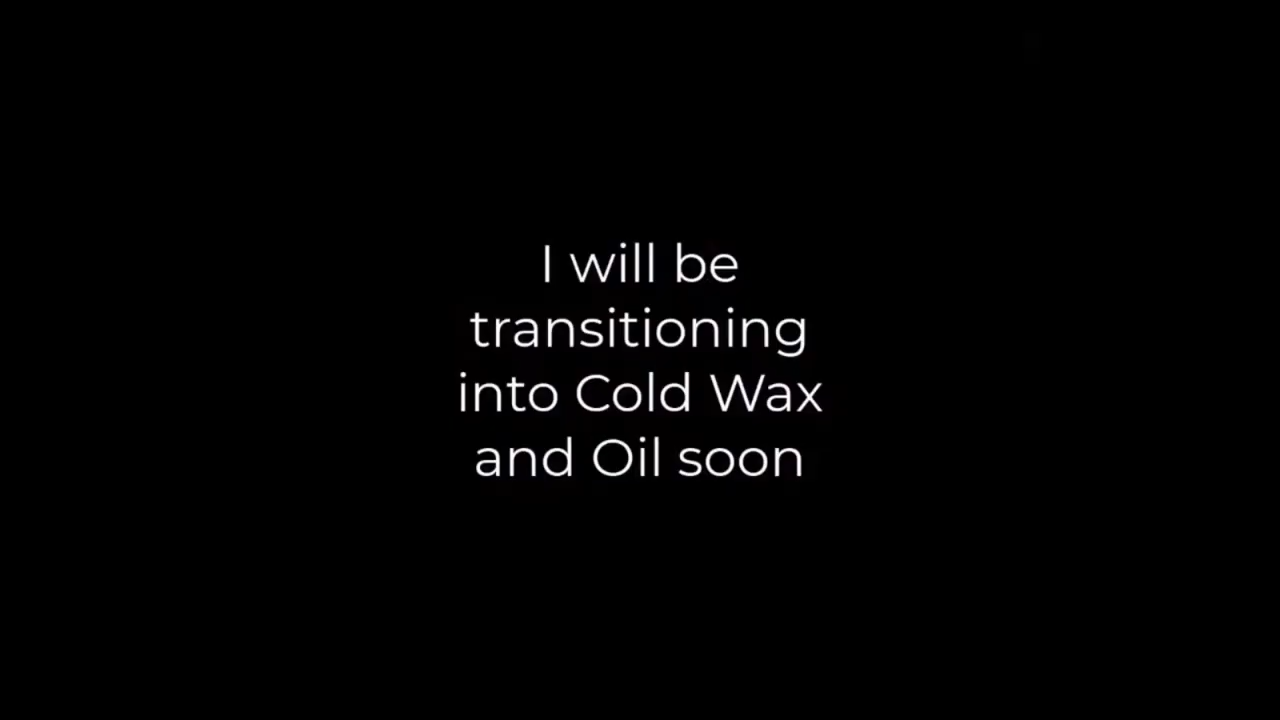 I will be
transitioning
into Cold Wax
and Oil soon